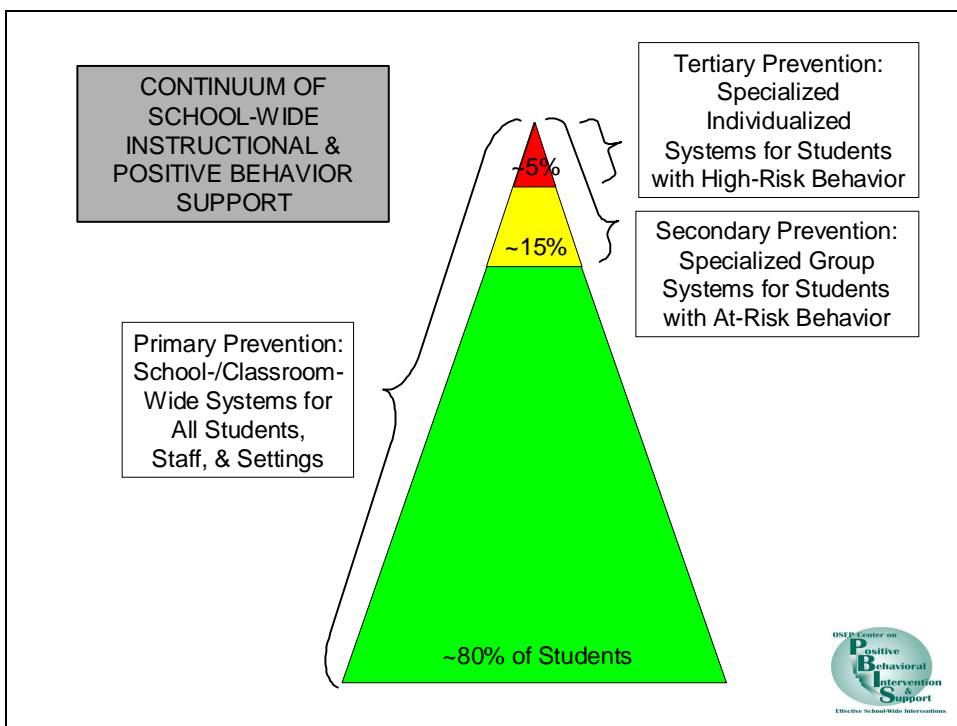 CONTINUUM OF
SCHOOL-WIDE
INSTRUCTIONAL &
POSITIVE BEHAVIOR
SUPPORT
Tertiary Prevention:
Specialized
Individualized
Systems for Students
with High-Risk Behavior
~5%
Secondary Prevention:
Specialized Group
Systems for Students
with At-Risk Behavior
~15%
Primary Prevention:
School-/Classroom-
Wide Systems for
All Students,
Staff, & Settings
~80% of Students
OSEP Center on
Positive
Behavioral
Intervention
&
Support
Effective School-Wide Interventions